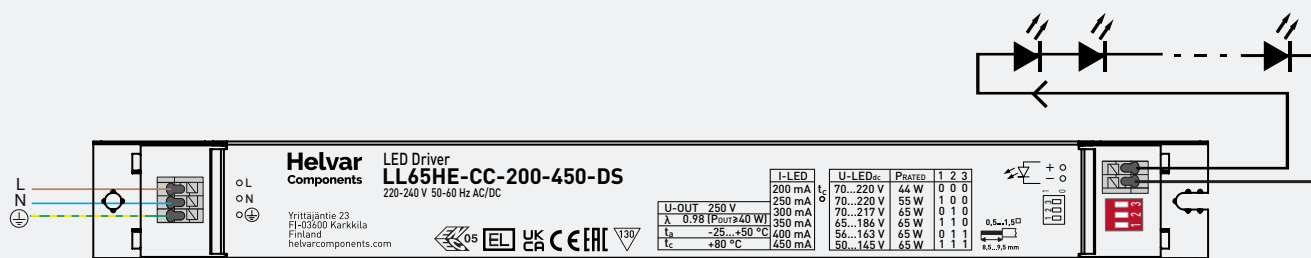 L
N
L
N
Helvar
Components
Yrittäjäntie 23
FI-03600 Karkkila
Finland
helvarcomponents.com
LED Driver
LL65HE-CC-200-450-DS
220-240 V 50-60 Hz AC/DC
05
EL
UK
CA
CE
EAC
130
U-OUT 250 V
λ 0.98 (POUT≥40 W)
ta -25...+50 °C
tc +80 °C
I-LED
200 mA
250 mA
300 mA
350 mA
400 mA
450 mA
tc
U-LEDdc PRATED 1 2 3
70...220 V 44 W 0 0 0
70...220 V 55 W 1 0 0
70...217 V 65 W 0 1 0
65...186 V 65 W 1 1 0
56...163 V 65 W 0 1 1
50...145 V 65 W 1 1 1
+
-
1 0
1 2 3
0,5...1,5
8,5...9,5 mm
1 2 3